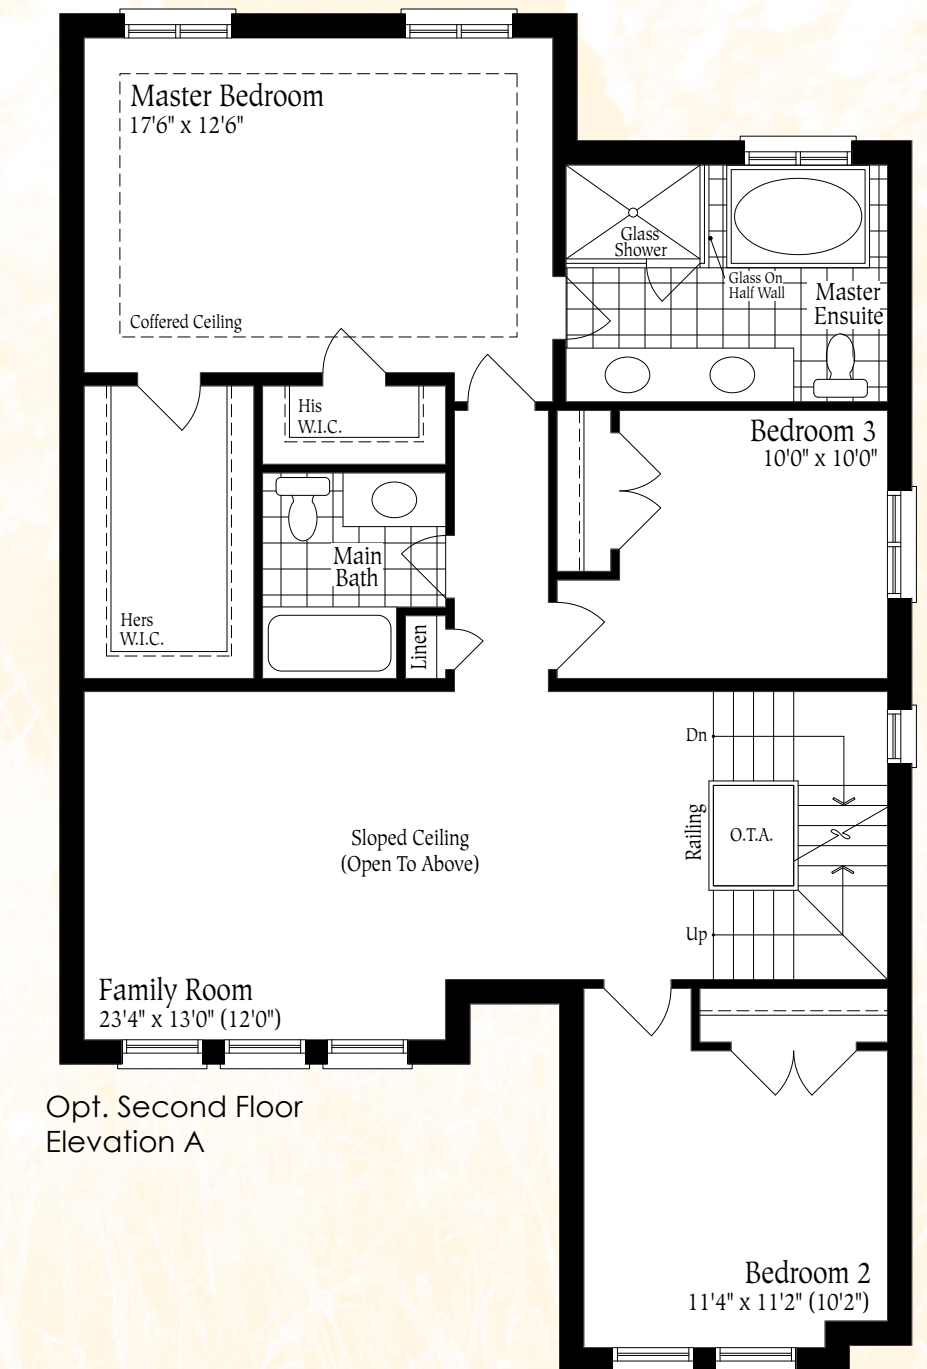 Master Bedroom
17'6" x 12'6"
Coffered Ceiling
Glass
Shower
Glass On
Half Wall
Master
Ensuite
His
W.I.C.
Bedroom 3
10'0" x 10'0"
Main
Bath
Hers
W.I.C.
Linen
Dn
Railing
O.T.A.
Sloped Ceiling
(Open To Above)
Up
Family Room
23'4" x 13'0" (12'0")
Opt. Second Floor
Elevation A
Bedroom 2
11'4" x 11'2" (10'2")